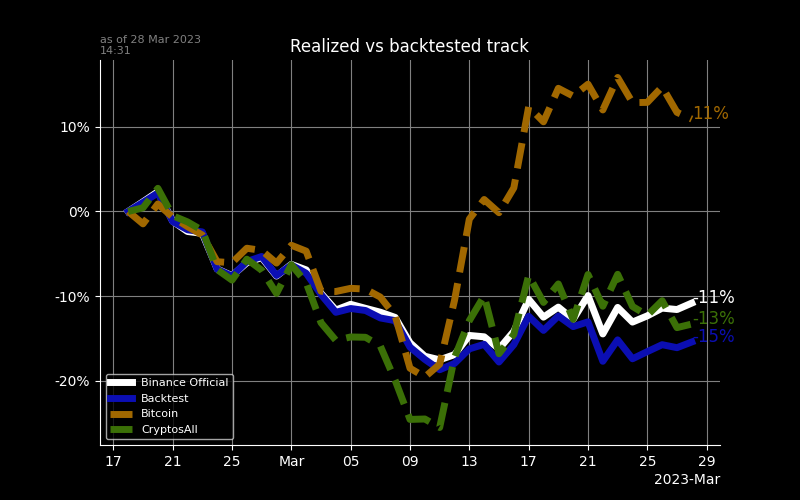 as of 28 Mar 2023
14:31
Realized vs backtested track
10%
0%
-10%
-20%
11%
-11%
-13%
-15%
Binance Official
Backtest
Bitcoin
CryptosAll
17 21 25 Mar 05 09 13 17 21 25 29
2023-Mar